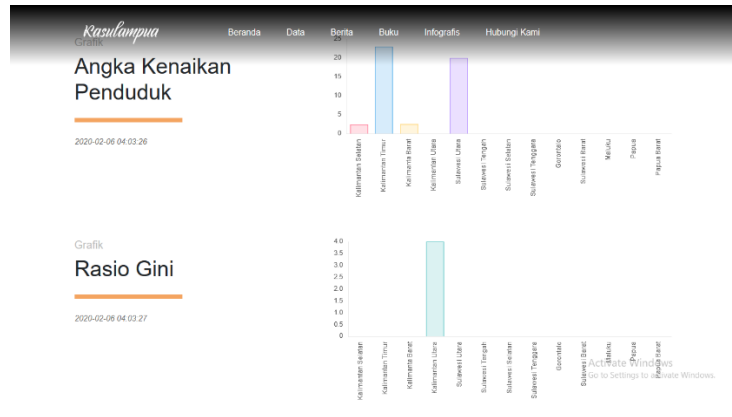 Rasulampua
Beranda Data Berita Buku Infografis Hubungi Kami
Grafik
Angka Kenaikan
Penduduk
2020-02-06 04:03:26
25
20
15
10
5
0
Kalimantan Selatan
Kalimantan Timur
Kalimanta Barat
Kalimantan Utara
Sulawesi Utara
Sulawesi Tengah
Sulawesi Selatan
Sulawesi Tenggara
Gorontalo
Sulawesi Barat
Maluku
Papua
Papua Barat
Grafik
Rasio Gini
2020-02-06 04:03:27
4.0
3.5
3.0
2.5
2.0
1.5
1.0
0.5
0
Kalimantan Selatan
Kalimantan Timur
Kalimanta Barat
Kalimantan Utara
Sulawesi Utara
Sulawesi Tengah
Sulawesi Selatan
Sulawesi Tenggara
Gorontalo
Sulawesi Barat
Maluku
Papua
Papua Barat
Activate Windows
Go to Settings to activate Windows.